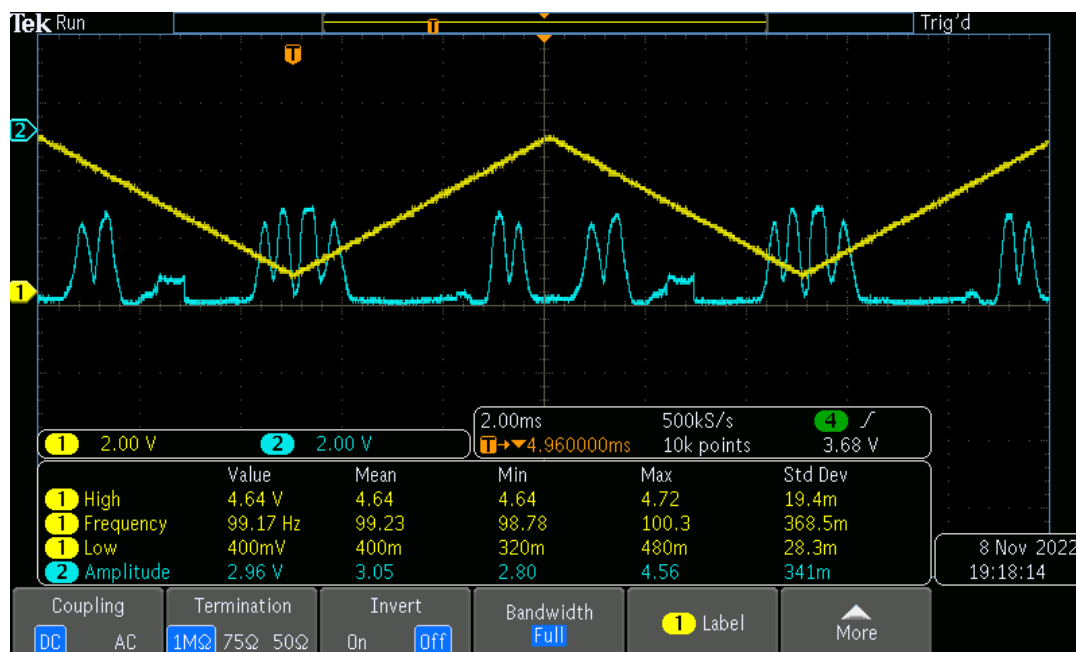 Tek Run Trig'd
T
T
2
1
2.00ms 500kS/s 4 /
1 2.00 V 2 2.00 V T→▼4.960000ms 10k points 3.68 V
Value Mean Min Max Std Dev
1 High 4.64 V 4.64 4.64 4.72 19.4m
1 Frequency 99.17 Hz 99.23 98.78 100.3 368.5m
1 Low 400mV 400m 320m 480m 28.3m
2 Amplitude 2.96 V 3.05 2.80 4.56 341m
8 Nov 2022
19:18:14
Coupling Termination Invert Bandwidth 1 Label More
DC AC 1MΩ 75Ω 50Ω On Off Full